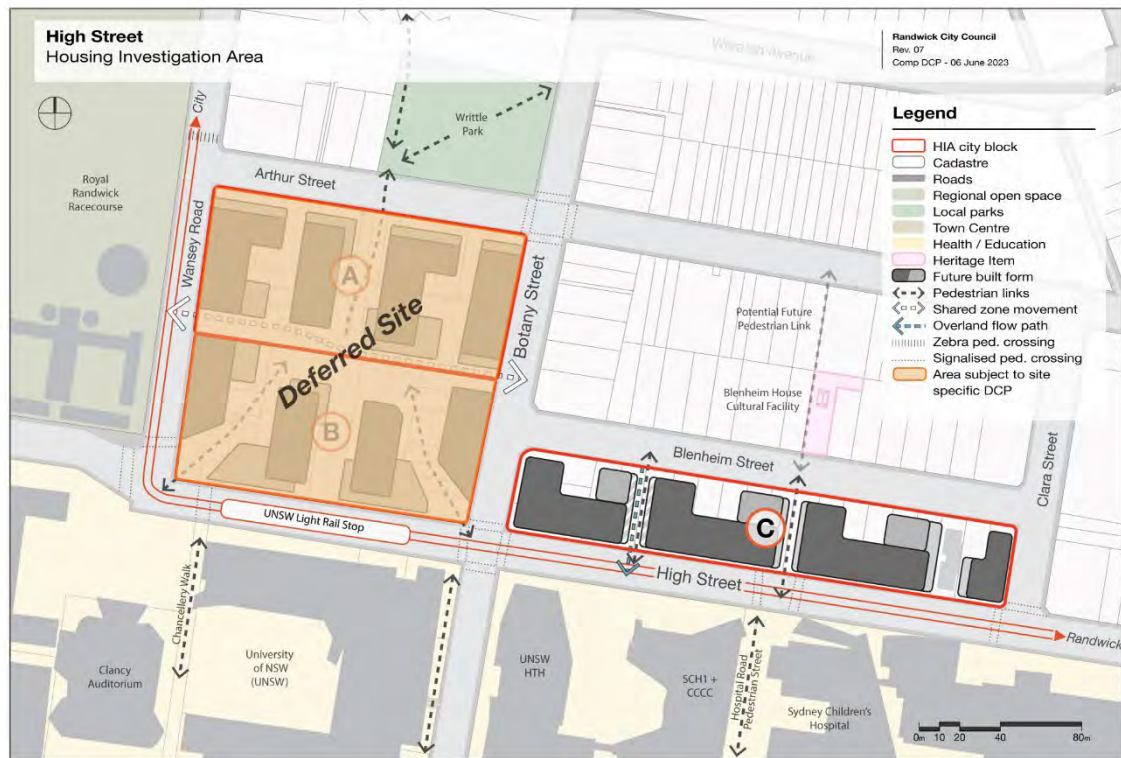 High Street
Housing Investigation Area
Randwick City Council
Rev. 07
Comp DCP - 06 June 2023
Waratah Avenue
City
Writtle
Park
Legend
HIA city block
Cadastre
Roads
Regional open space
Local parks
Town Centre
Health / Education
Heritage Item
Future built form
Pedestrian links
Shared zone movement
Overland flow path
Zebra ped. crossing
Signalised ped. crossing
Area subject to site
specific DCP
Royal
Randwick
Racecourse
Arthur Street
Wansey Road
A
Deferred Site
Botany Street
B
Potential Future
Pedestrian Link
Blenheim House
Cultural Facility
Blenheim Street
Clara Street
C
UNSW Light Rail Stop
High Street
Randwick
Chancellery Walk
Clancy
Auditorium
University
of NSW
(UNSW)
UNSW
HTH
SCH1 +
CCCC
Hospital Road
Pedestrian Street
Sydney Children's
Hospital
0m 10 20 40 80m